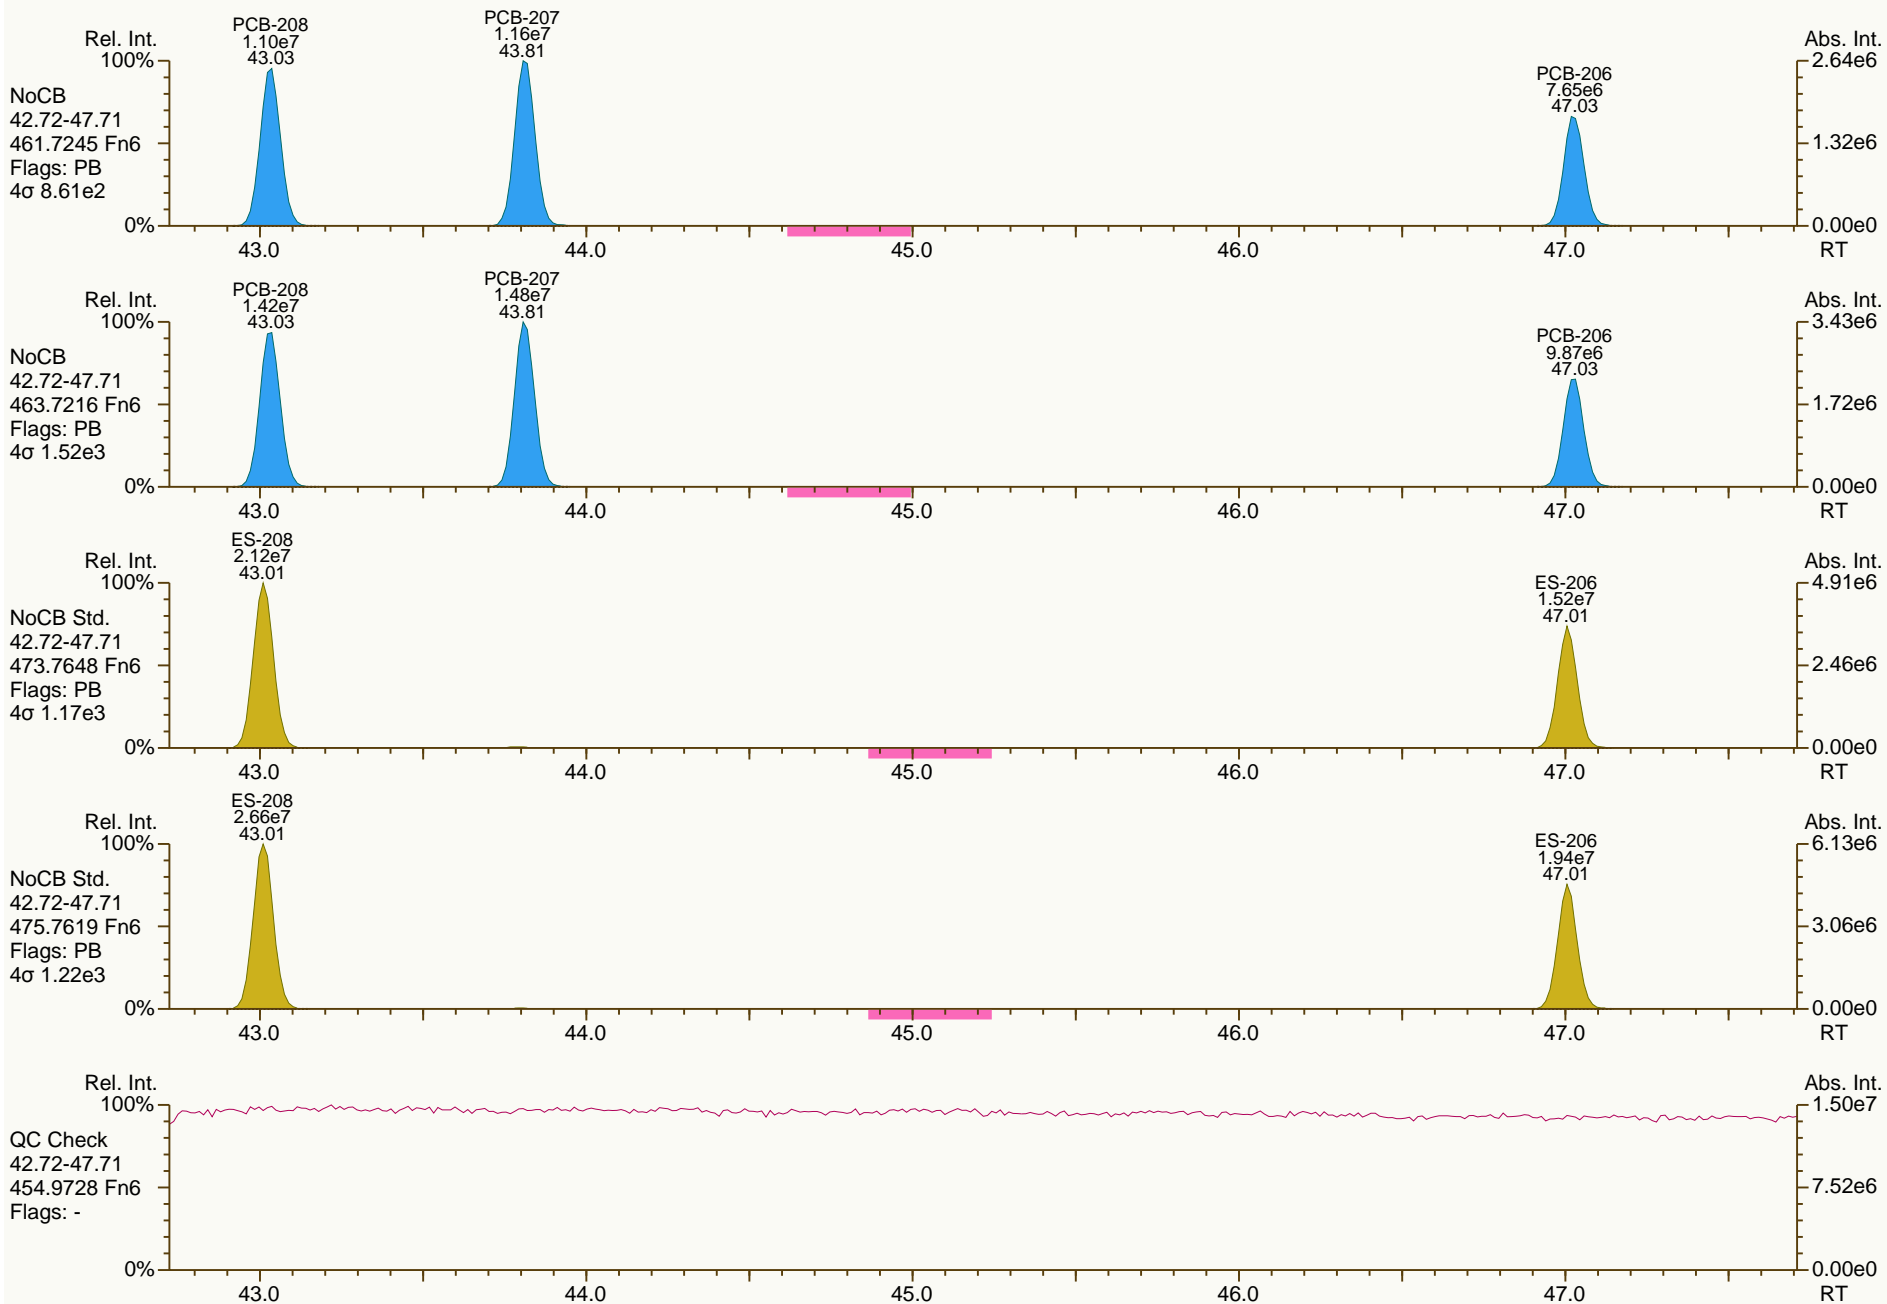 PCB-208
1.10e7
43.03
PCB-207
1.16e7
43.81
PCB-206
7.65e6
47.03
Rel. Int.
100%
0%
NoCB
42.72-47.71
461.7245 Fn6
Flags: PB
4σ 8.61e2
Abs. Int.
2.64e6
1.32e6
0.00e0
43.0 44.0 45.0 46.0 47.0 RT
PCB-208
1.42e7
43.03
PCB-207
1.48e7
43.81
PCB-206
9.87e6
47.03
Rel. Int.
100%
0%
NoCB
42.72-47.71
463.7216 Fn6
Flags: PB
4σ 1.52e3
Abs. Int.
3.43e6
1.72e6
0.00e0
43.0 44.0 45.0 46.0 47.0 RT
ES-208
2.12e7
43.01
ES-206
1.52e7
47.01
Rel. Int.
100%
0%
NoCB Std.
42.72-47.71
473.7648 Fn6
Flags: PB
4σ 1.17e3
Abs. Int.
4.91e6
2.46e6
0.00e0
43.0 44.0 45.0 46.0 47.0 RT
ES-208
2.66e7
43.01
ES-206
1.94e7
47.01
Rel. Int.
100%
0%
NoCB Std.
42.72-47.71
475.7619 Fn6
Flags: PB
4σ 1.22e3
Abs. Int.
6.13e6
3.06e6
0.00e0
43.0 44.0 45.0 46.0 47.0 RT
Rel. Int.
100%
0%
QC Check
42.72-47.71
454.9728 Fn6
Flags: -
Abs. Int.
1.50e7
7.52e6
0.00e0
43.0 44.0 45.0 46.0 47.0 RT